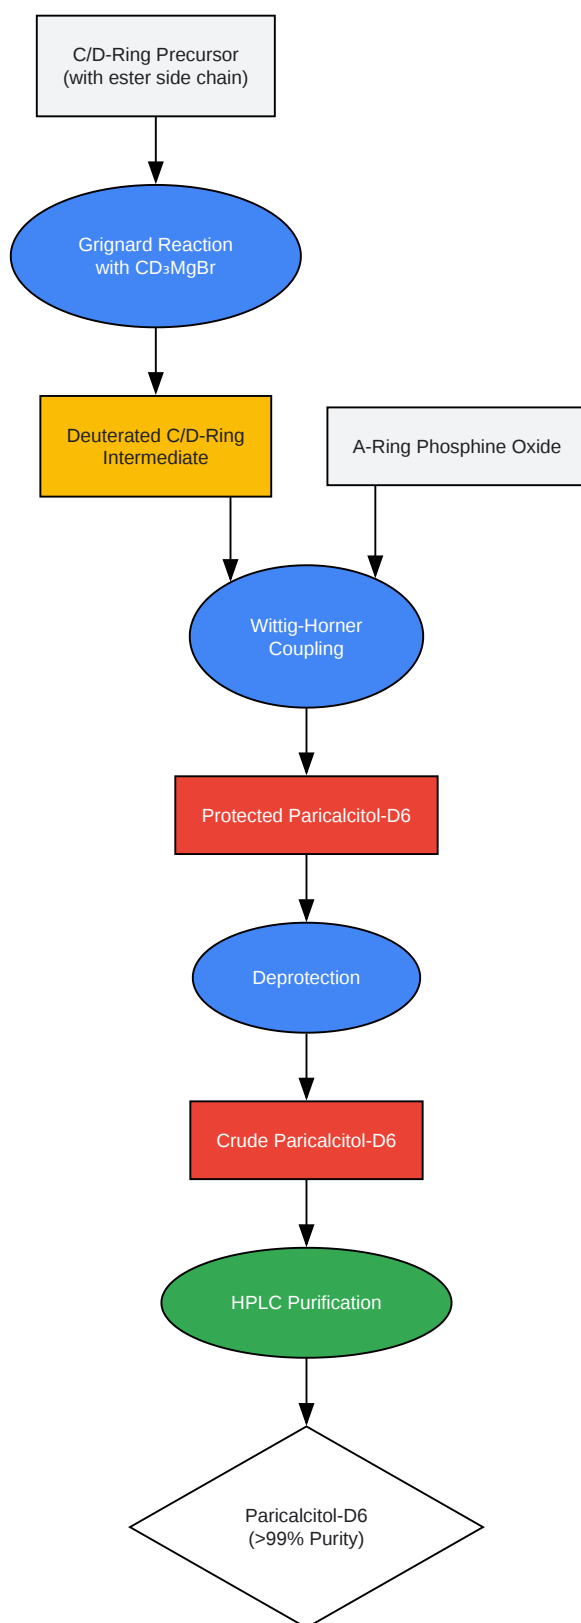 C/D-Ring Precursor
(with ester side chain)
Grignard Reaction
with CD₃MgBr
Deuterated C/D-Ring
Intermediate
A-Ring Phosphine Oxide
Wittig-Horner
Coupling
Protected Paricalcitol-D6
Deprotection
Crude Paricalcitol-D6
HPLC Purification
Paricalcitol-D6
(>99% Purity)